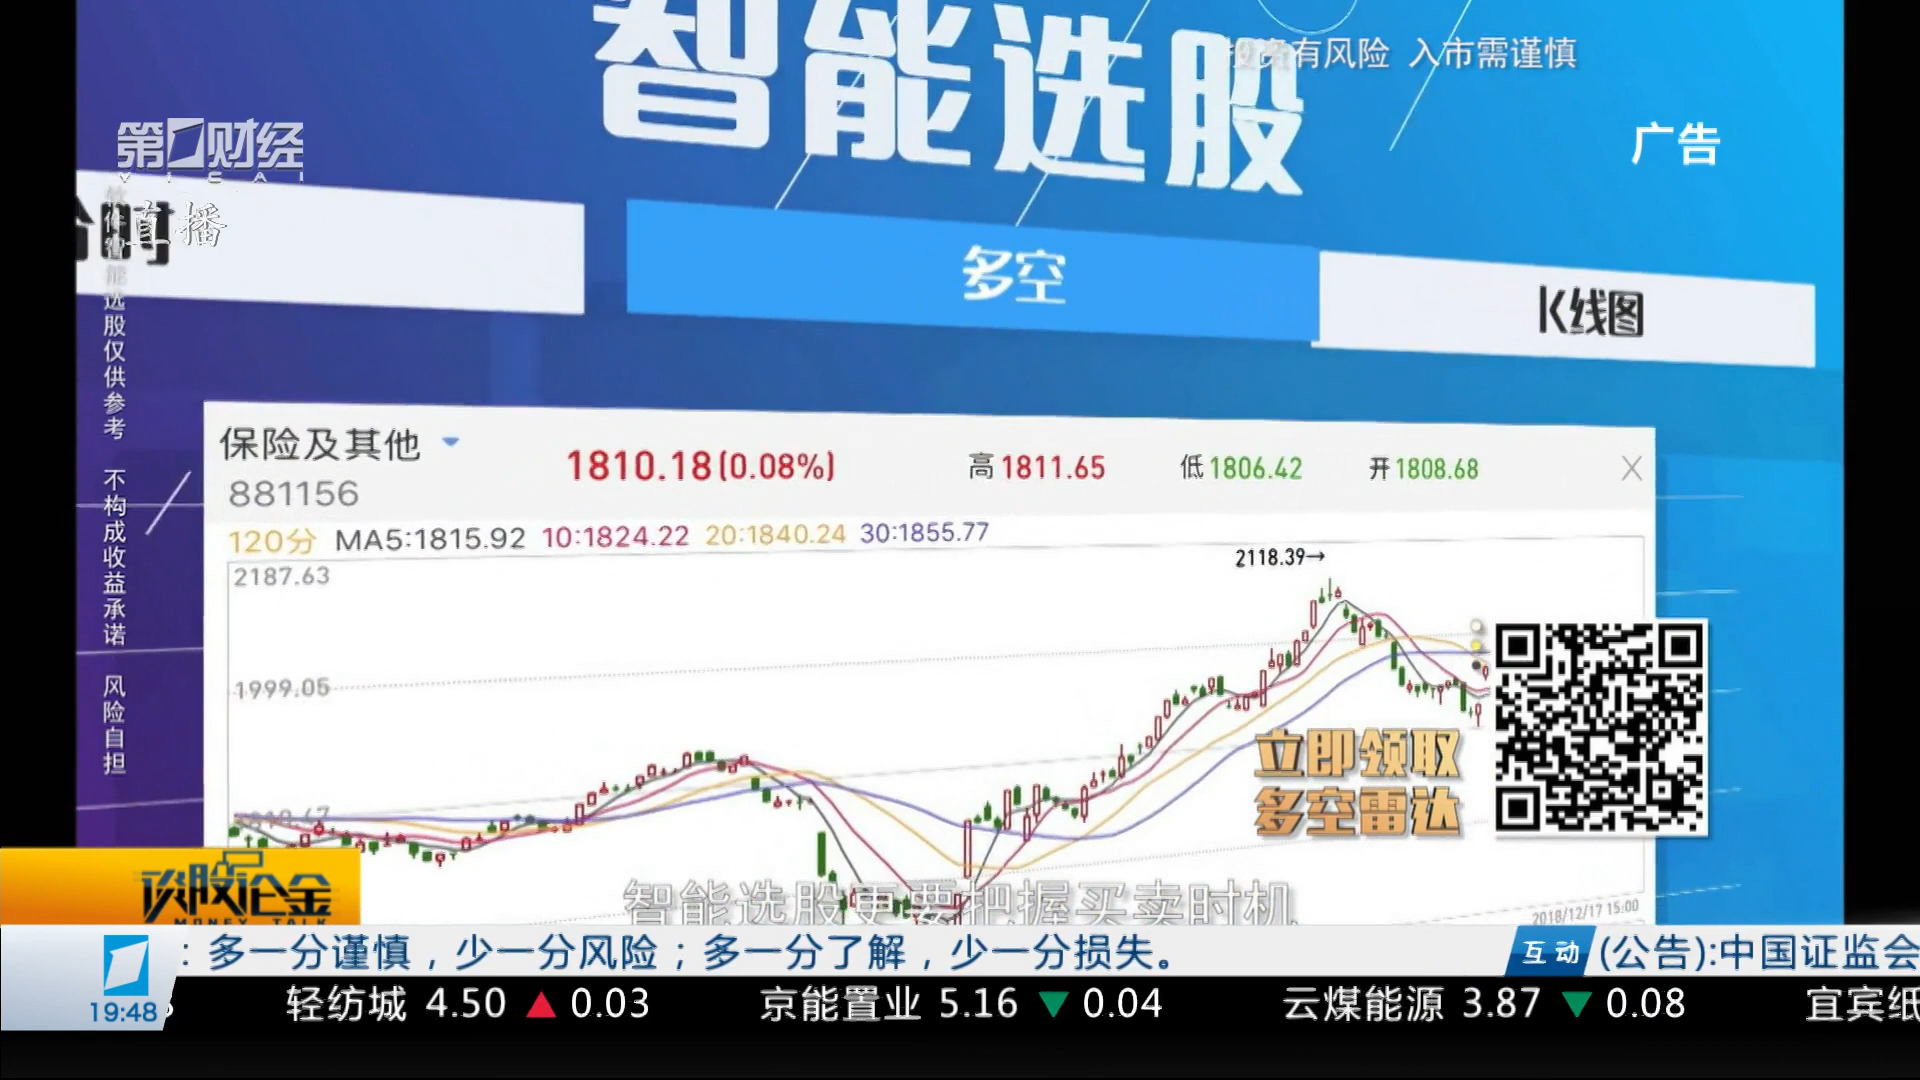 智能选股
投资有风险 入市需谨慎
广告
第一财经
YICAI
直播
时
多空
K线图
软件智能选股仅供参考 不构成收益承诺 风险自担
保险及其他
881156
1810.18(0.08%)
高1811.65
低1806.42
开1808.68
X
120分 MA5:1815.92 10:1824.22 20:1840.24 30:1855.77
2187.63
2118.39→
1999.05
立即领取
多空雷达
谈股论金
MONEY TALK
智能选股更要把握买卖时机
2018/12/17 15:00
：多一分谨慎，少一分风险；多一分了解，少一分损失。
互动 (公告):中国证监会
19:48
轻纺城 4.50 ▲ 0.03 京能置业 5.16 ▼ 0.04 云煤能源 3.87 ▼ 0.08 宜宾纸